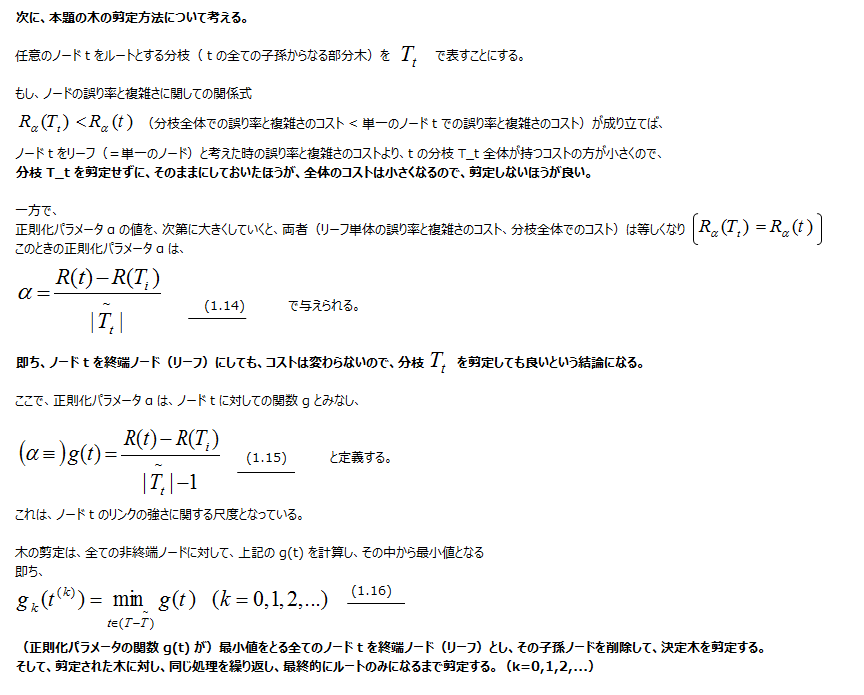 次に、本題の木の剪定方法について考える。
任意のノード t をルートとする分枝（ t の全ての子孫からなる部分木）を T_t で表すことにする。
もし、ノードの誤り率と複雑さに関しての関係式
R_α(T_t) < R_α(t) （分枝全体での誤り率と複雑さのコスト < 単一のノード t での誤り率と複雑さのコスト）が成り立てば、
ノード t をリーフ（＝単一のノード）と考えた時の誤り率と複雑さのコストより、t の分枝 T_t 全体が持つコストの方が小さくので、
分枝 T_t を剪定せずに、そのままにしておいたほうが、全体のコストは小さくなるので、剪定しないほうが良い。
一方で、
正則化パラメータ α の値を、次第に大きくしていくと、両者（リーフ単体の誤り率と複雑さのコスト、分枝全体でのコスト）は等しくなり [R_α(T_t) = R_α(t)]
このときの正則化パラメータ α は、
α = (R(t) − R(T_i)) / |T̃_t| (1.14) で与えられる。
即ち、ノード t を終端ノード（リーフ）にしても、コストは変わらないので、分枝 T_t を剪定しても良いという結論になる。
ここで、正則化パラメータ α は、ノード t に対しての関数 g とみなし、
(α ≡) g(t) = (R(t) − R(T_i)) / (|T̃_t| − 1) (1.15) と定義する。
これは、ノード t のリンクの強さに関する尺度となっている。
木の剪定は、全ての非終端ノードに対して、上記の g(t) を計算し、その中から最小値となる
即ち、
g_k(t^(k)) = min_{t∈(T−T̃)} g(t) (k = 0,1,2,...) (1.16)
（正則化パラメータの関数 g(t) が）最小値をとる全てのノード t を終端ノード（リーフ）とし、その子孫ノードを削除して、決定木を剪定する。
そして、剪定された木に対し、同じ処理を繰り返し、最終的にルートのみになるまで剪定する。（k=0,1,2,...）